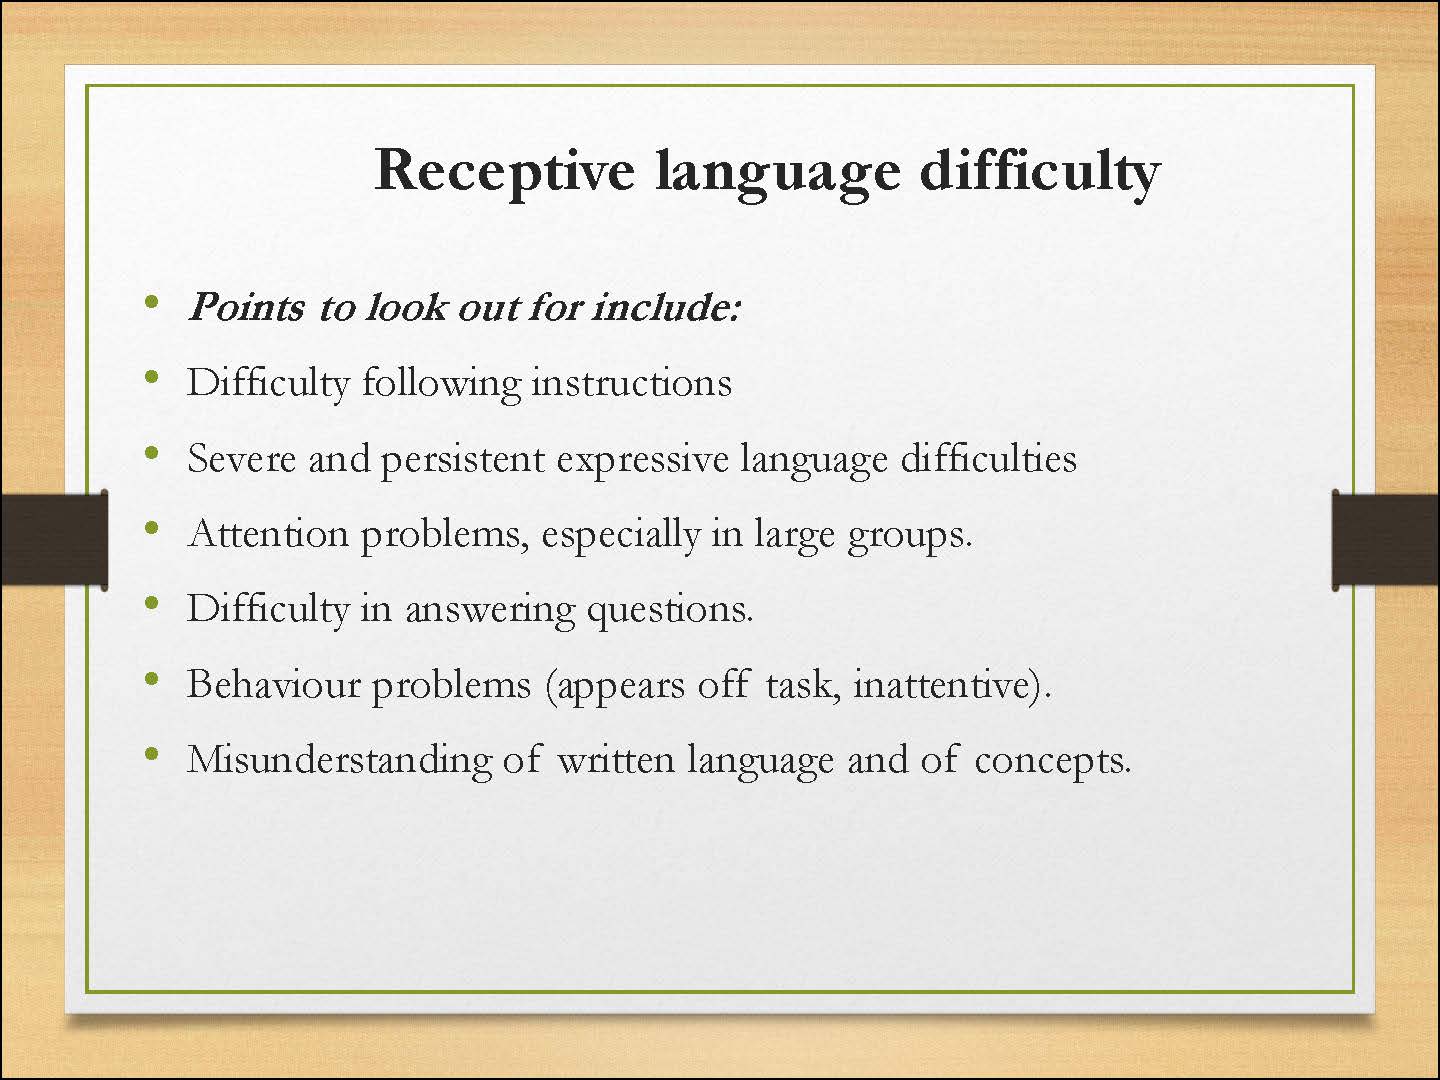 Receptive language difficulty
• Points to look out for include:
• Difficulty following instructions
• Severe and persistent expressive language difficulties
• Attention problems, especially in large groups.
• Difficulty in answering questions.
• Behaviour problems (appears off task, inattentive).
• Misunderstanding of written language and of concepts.